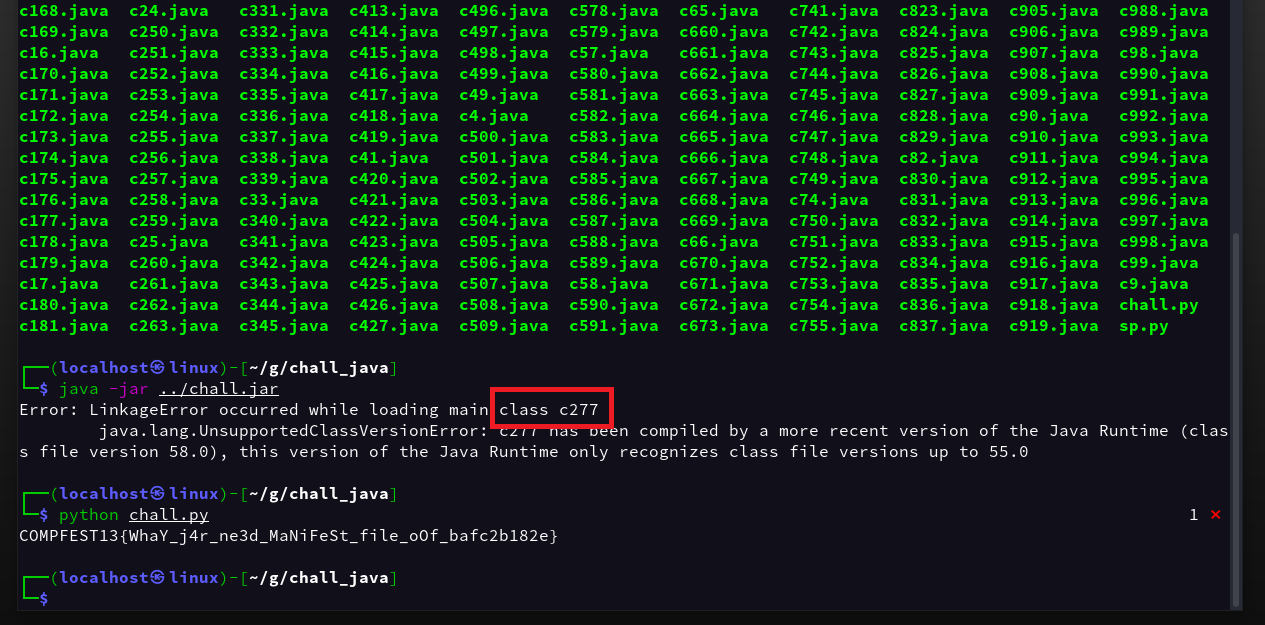 c168.java  c24.java   c331.java  c413.java  c496.java  c578.java  c65.java   c741.java  c823.java  c905.java  c988.java
c169.java  c250.java  c332.java  c414.java  c497.java  c579.java  c660.java  c742.java  c824.java  c906.java  c989.java
c16.java   c251.java  c333.java  c415.java  c498.java  c57.java   c661.java  c743.java  c825.java  c907.java  c98.java
c170.java  c252.java  c334.java  c416.java  c499.java  c580.java  c662.java  c744.java  c826.java  c908.java  c990.java
c171.java  c253.java  c335.java  c417.java  c49.java   c581.java  c663.java  c745.java  c827.java  c909.java  c991.java
c172.java  c254.java  c336.java  c418.java  c4.java    c582.java  c664.java  c746.java  c828.java  c90.java   c992.java
c173.java  c255.java  c337.java  c419.java  c500.java  c583.java  c665.java  c747.java  c829.java  c910.java  c993.java
c174.java  c256.java  c338.java  c41.java   c501.java  c584.java  c666.java  c748.java  c82.java   c911.java  c994.java
c175.java  c257.java  c339.java  c420.java  c502.java  c585.java  c667.java  c749.java  c830.java  c912.java  c995.java
c176.java  c258.java  c33.java   c421.java  c503.java  c586.java  c668.java  c74.java   c831.java  c913.java  c996.java
c177.java  c259.java  c340.java  c422.java  c504.java  c587.java  c669.java  c750.java  c832.java  c914.java  c997.java
c178.java  c25.java   c341.java  c423.java  c505.java  c588.java  c66.java   c751.java  c833.java  c915.java  c998.java
c179.java  c260.java  c342.java  c424.java  c506.java  c589.java  c670.java  c752.java  c834.java  c916.java  c99.java
c17.java   c261.java  c343.java  c425.java  c507.java  c58.java   c671.java  c753.java  c835.java  c917.java  c9.java
c180.java  c262.java  c344.java  c426.java  c508.java  c590.java  c672.java  c754.java  c836.java  c918.java  chall.py
c181.java  c263.java  c345.java  c427.java  c509.java  c591.java  c673.java  c755.java  c837.java  c919.java  sp.py
┌──(localhost㉿linux)-[~/g/chall_java]
└─$ java -jar ../chall.jar
Error: LinkageError occurred while loading main class c277
java.lang.UnsupportedClassVersionError: c277 has been compiled by a more recent version of the Java Runtime (clas
s file version 58.0), this version of the Java Runtime only recognizes class file versions up to 55.0
┌──(localhost㉿linux)-[~/g/chall_java]
└─$ python chall.py 1 ⨯
COMPFEST13{WhaY_j4r_ne3d_MaNiFeSt_file_oOf_bafc2b182e}
┌──(localhost㉿linux)-[~/g/chall_java]
└─$